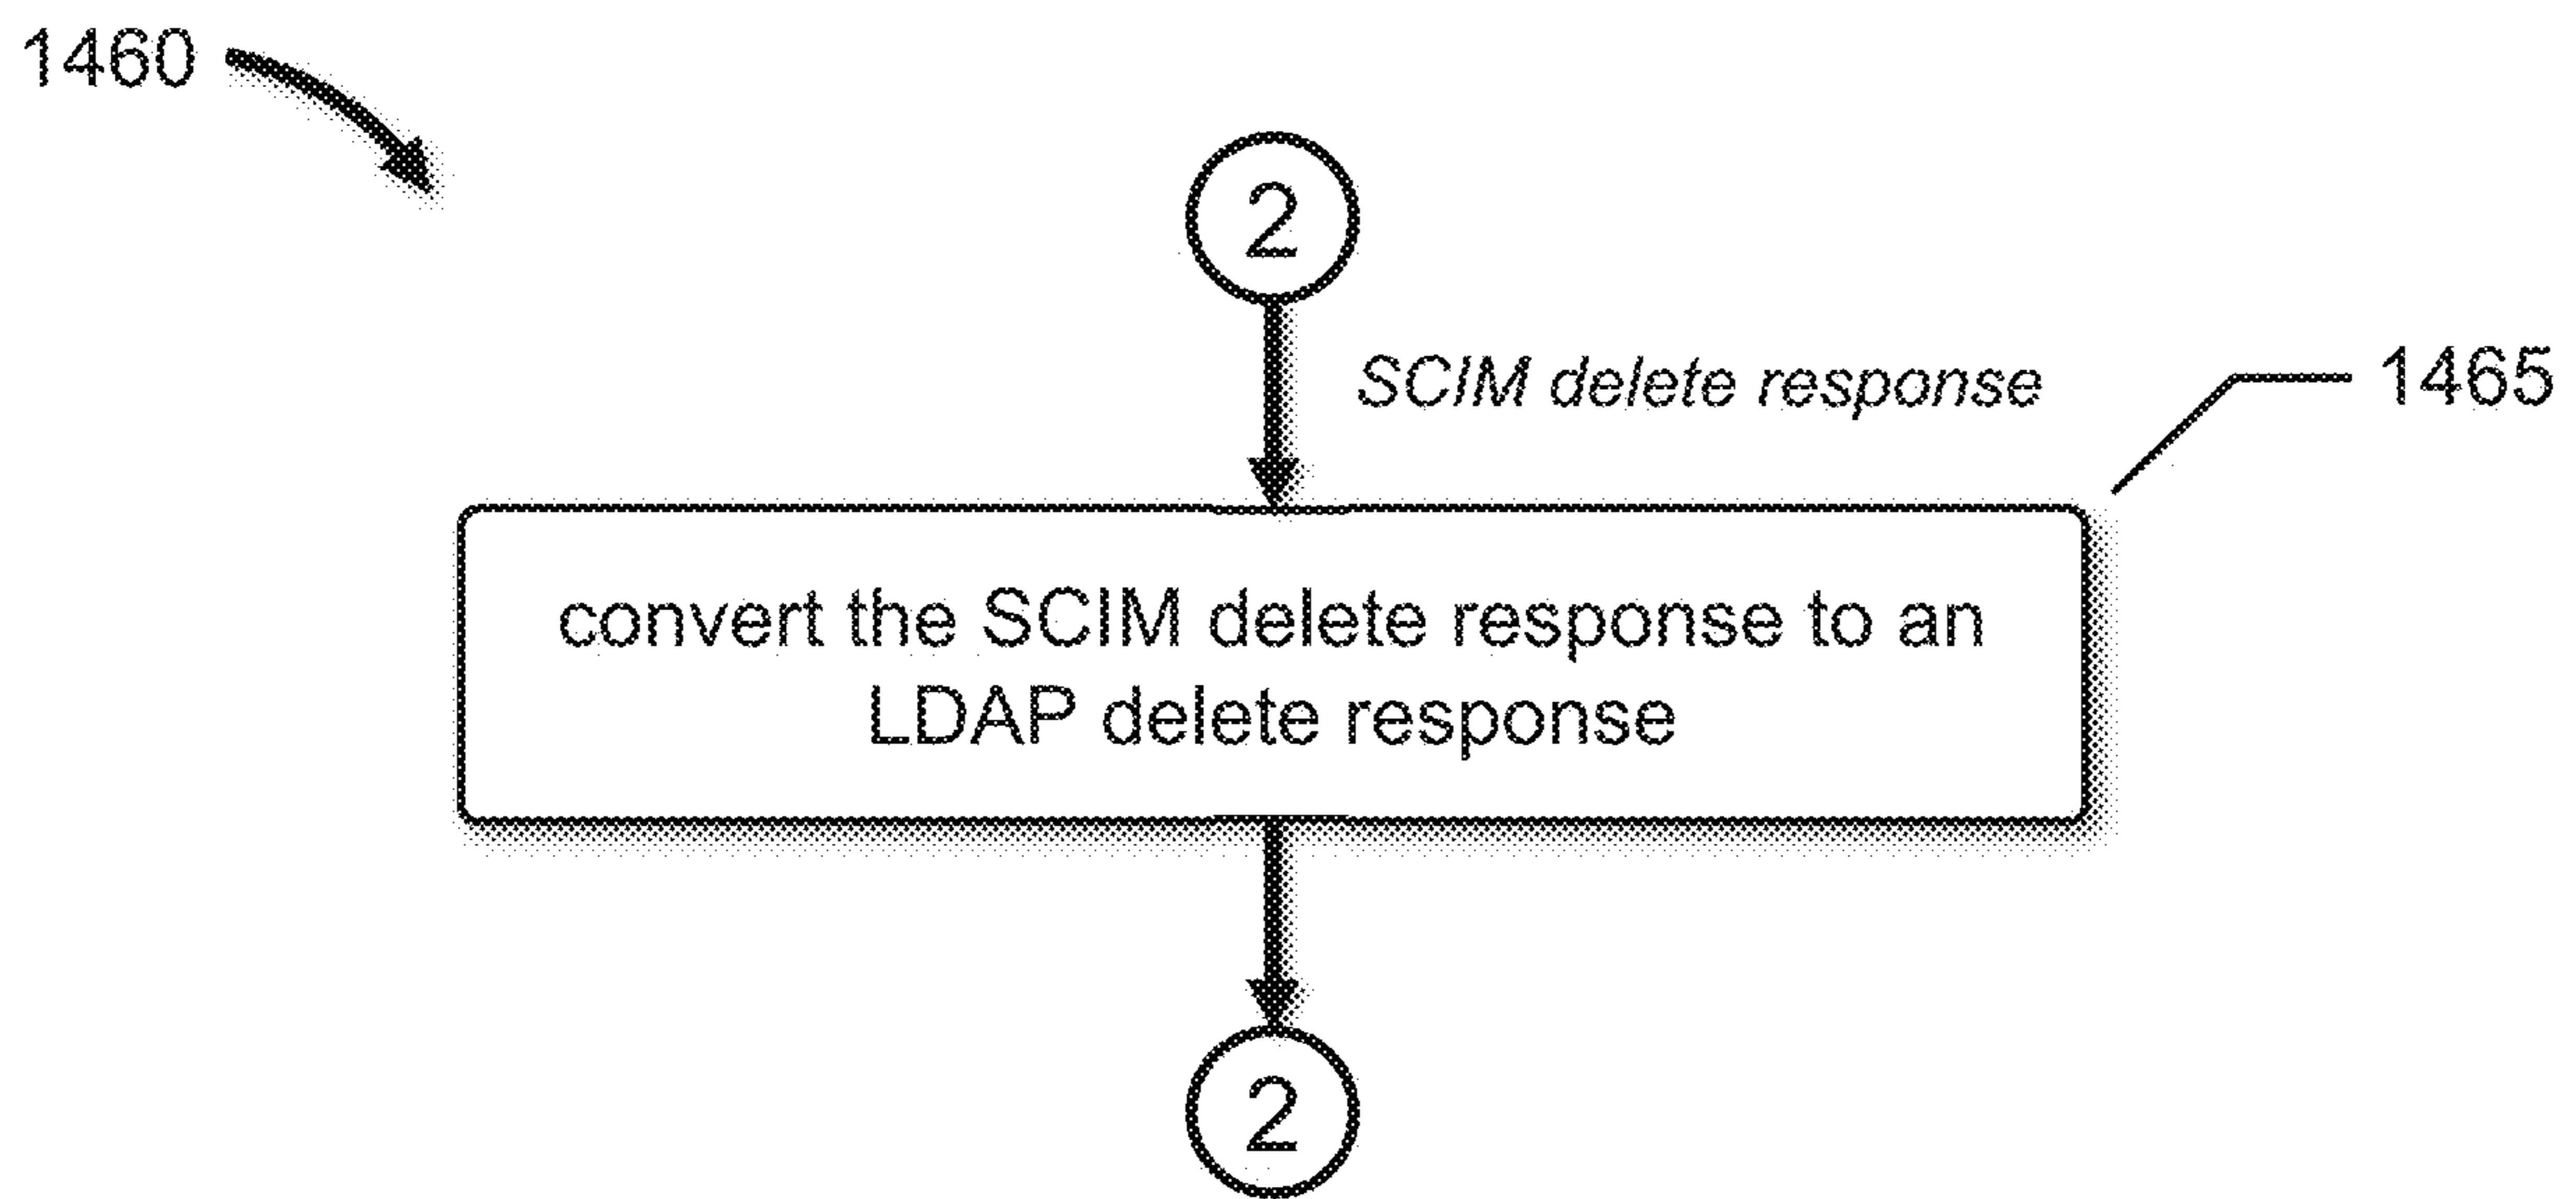 1460
2
SCIM delete response
1465
convert the SCIM delete response to an
LDAP delete response
2